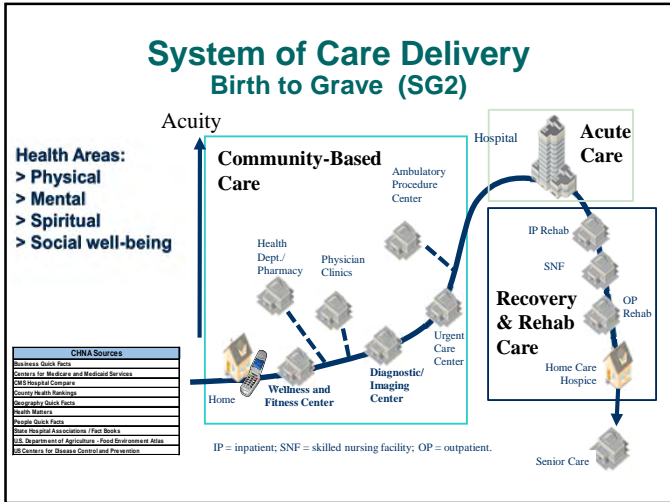 System of Care Delivery
Birth to Grave (SG2)
Acuity
Health Areas:
> Physical
> Mental
> Spiritual
> Social well-being
Community-Based
Care
Ambulatory
Procedure
Center
Hospital
Acute
Care
Health
Dept./
Pharmacy
Physician
Clinics
Urgent
Care
Center
IP Rehab
SNF
OP
Rehab
Recovery
& Rehab
Care
Home Care
Hospice
Home
Wellness and
Fitness Center
Diagnostic/
Imaging
Center
Senior Care
CHNA Sources
Business Quick Facts
Centers for Medicare and Medicaid Services
CMS Hospital Compare
County Health Rankings
Geography Quick Facts
Health Matters
People Quick Facts
State Hospital Associations / Fact Books
U.S. Department of Agriculture - Food Environment Atlas
US Centers for Disease Control and Prevention
IP = inpatient; SNF = skilled nursing facility; OP = outpatient.